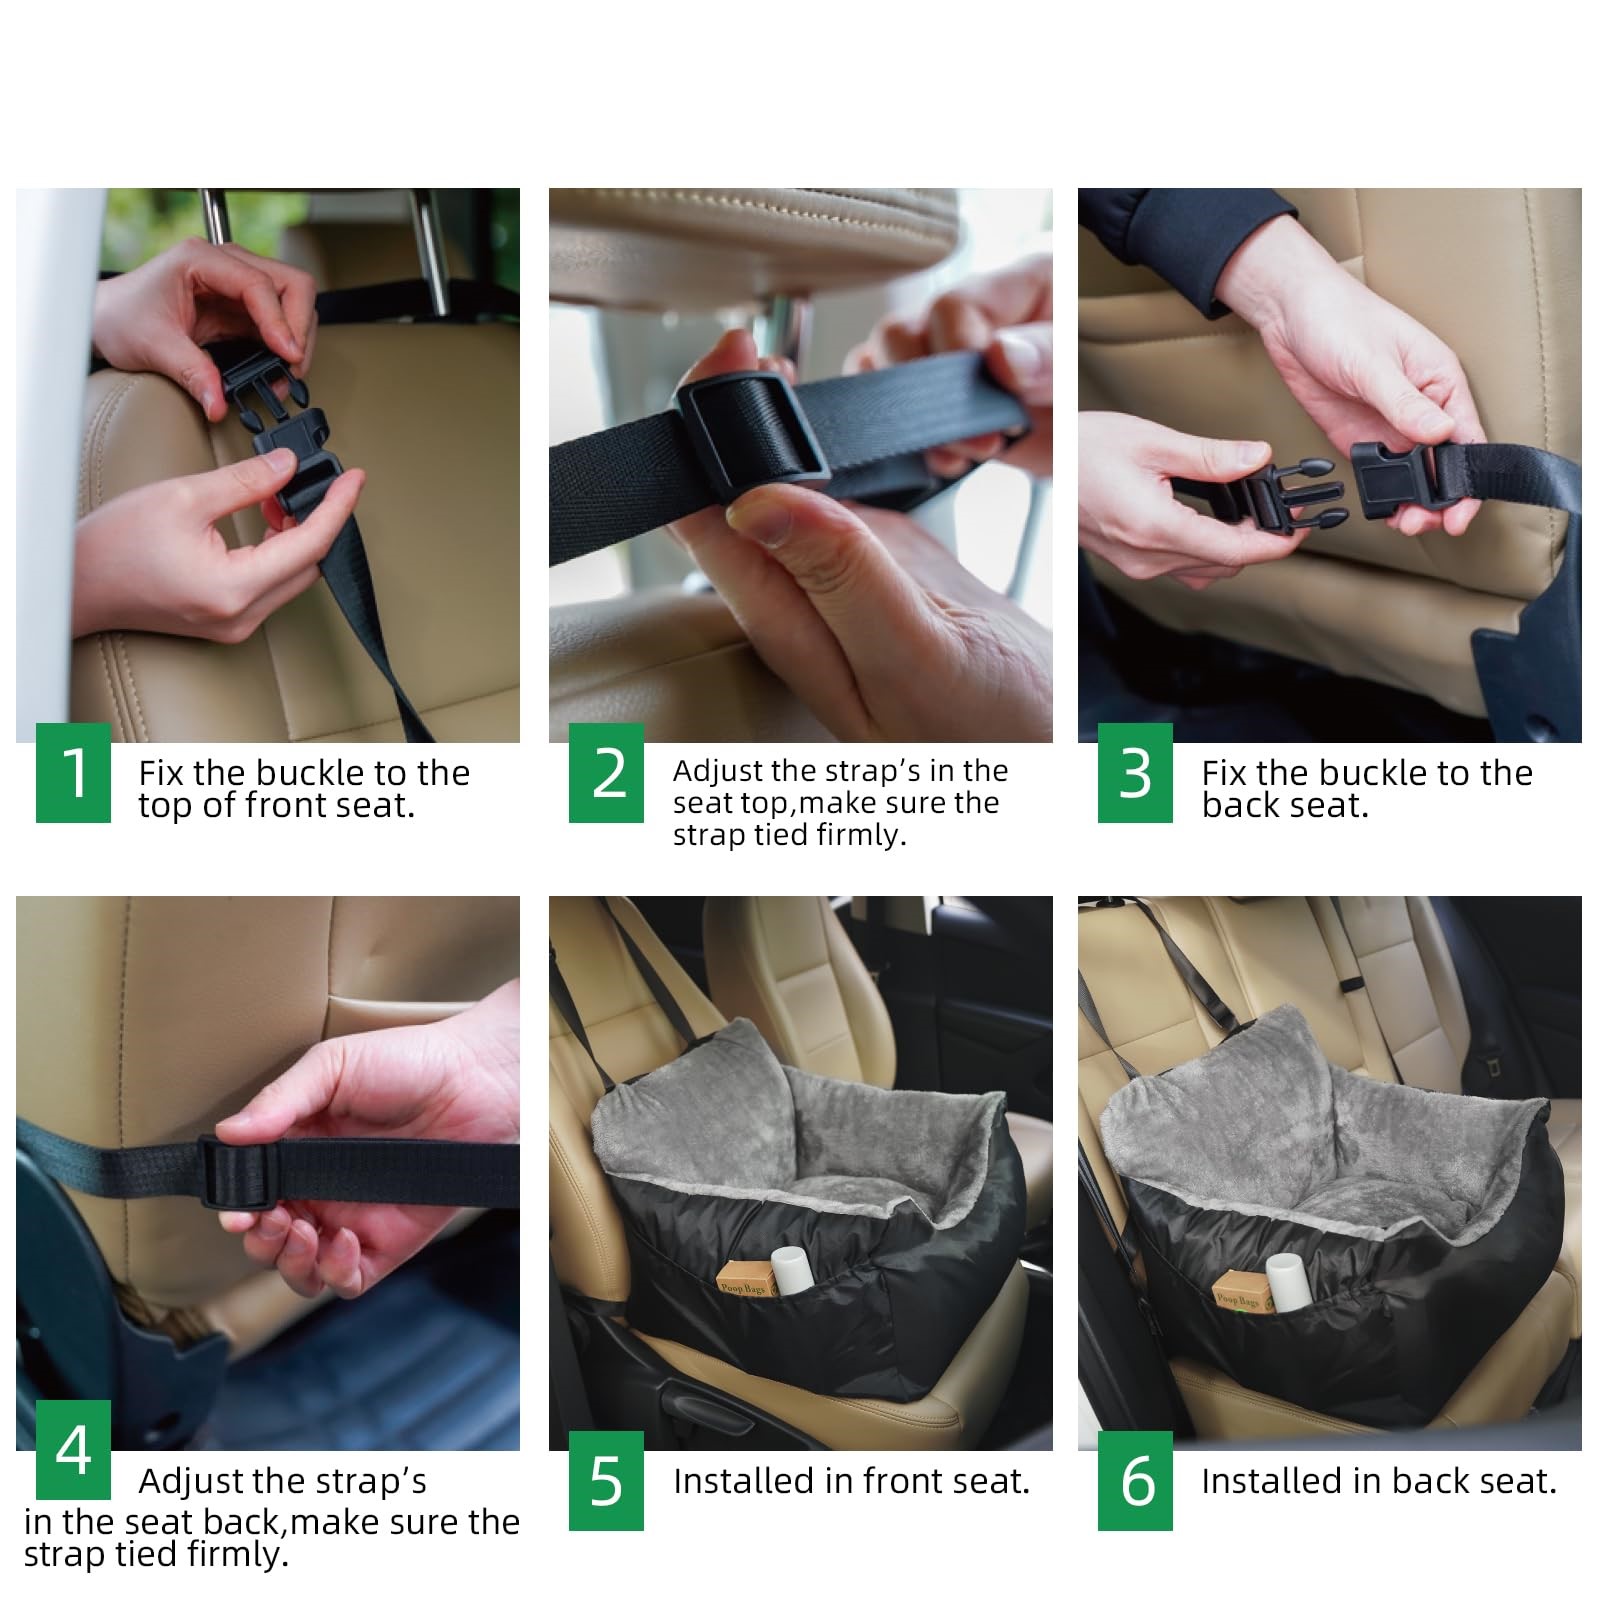 1
Fix the buckle to the
top of front seat.
2
Adjust the strap’s in the
seat top,make sure the
strap tied firmly.
3
Fix the buckle to the
back seat.
4
Adjust the strap’s
in the seat back,make sure the
strap tied firmly.
5
Installed in front seat.
Poop Bags
6
Installed in back seat.
Poop Bags